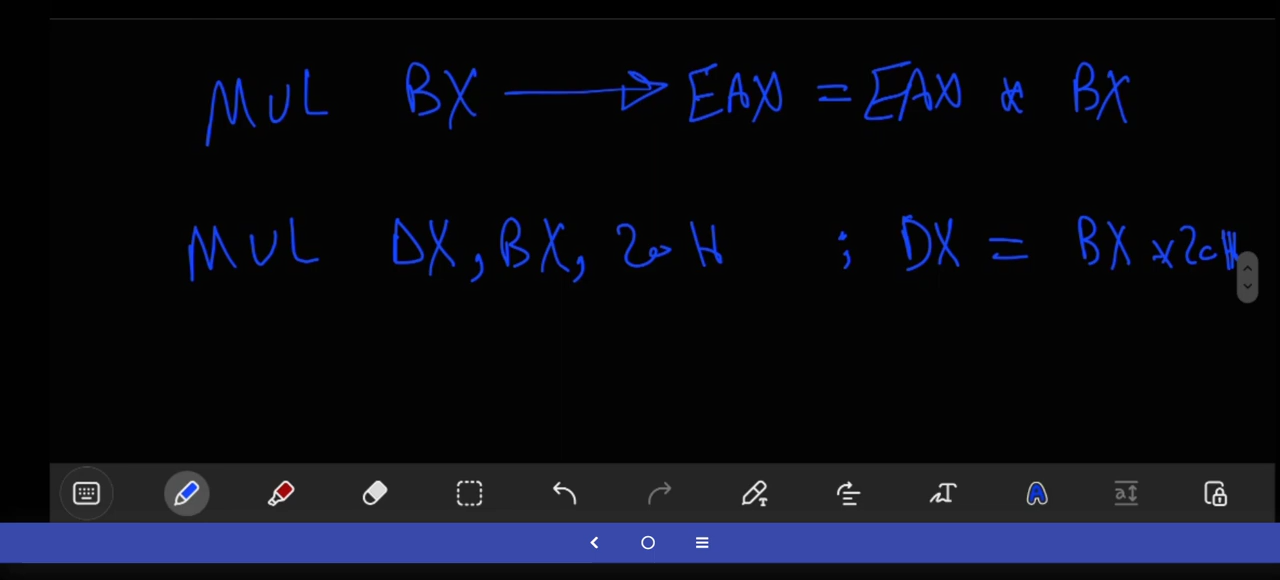 MUL BX → EAX = EAX * BX
MUL DX, BX, 20H ; DX = BX * 20H